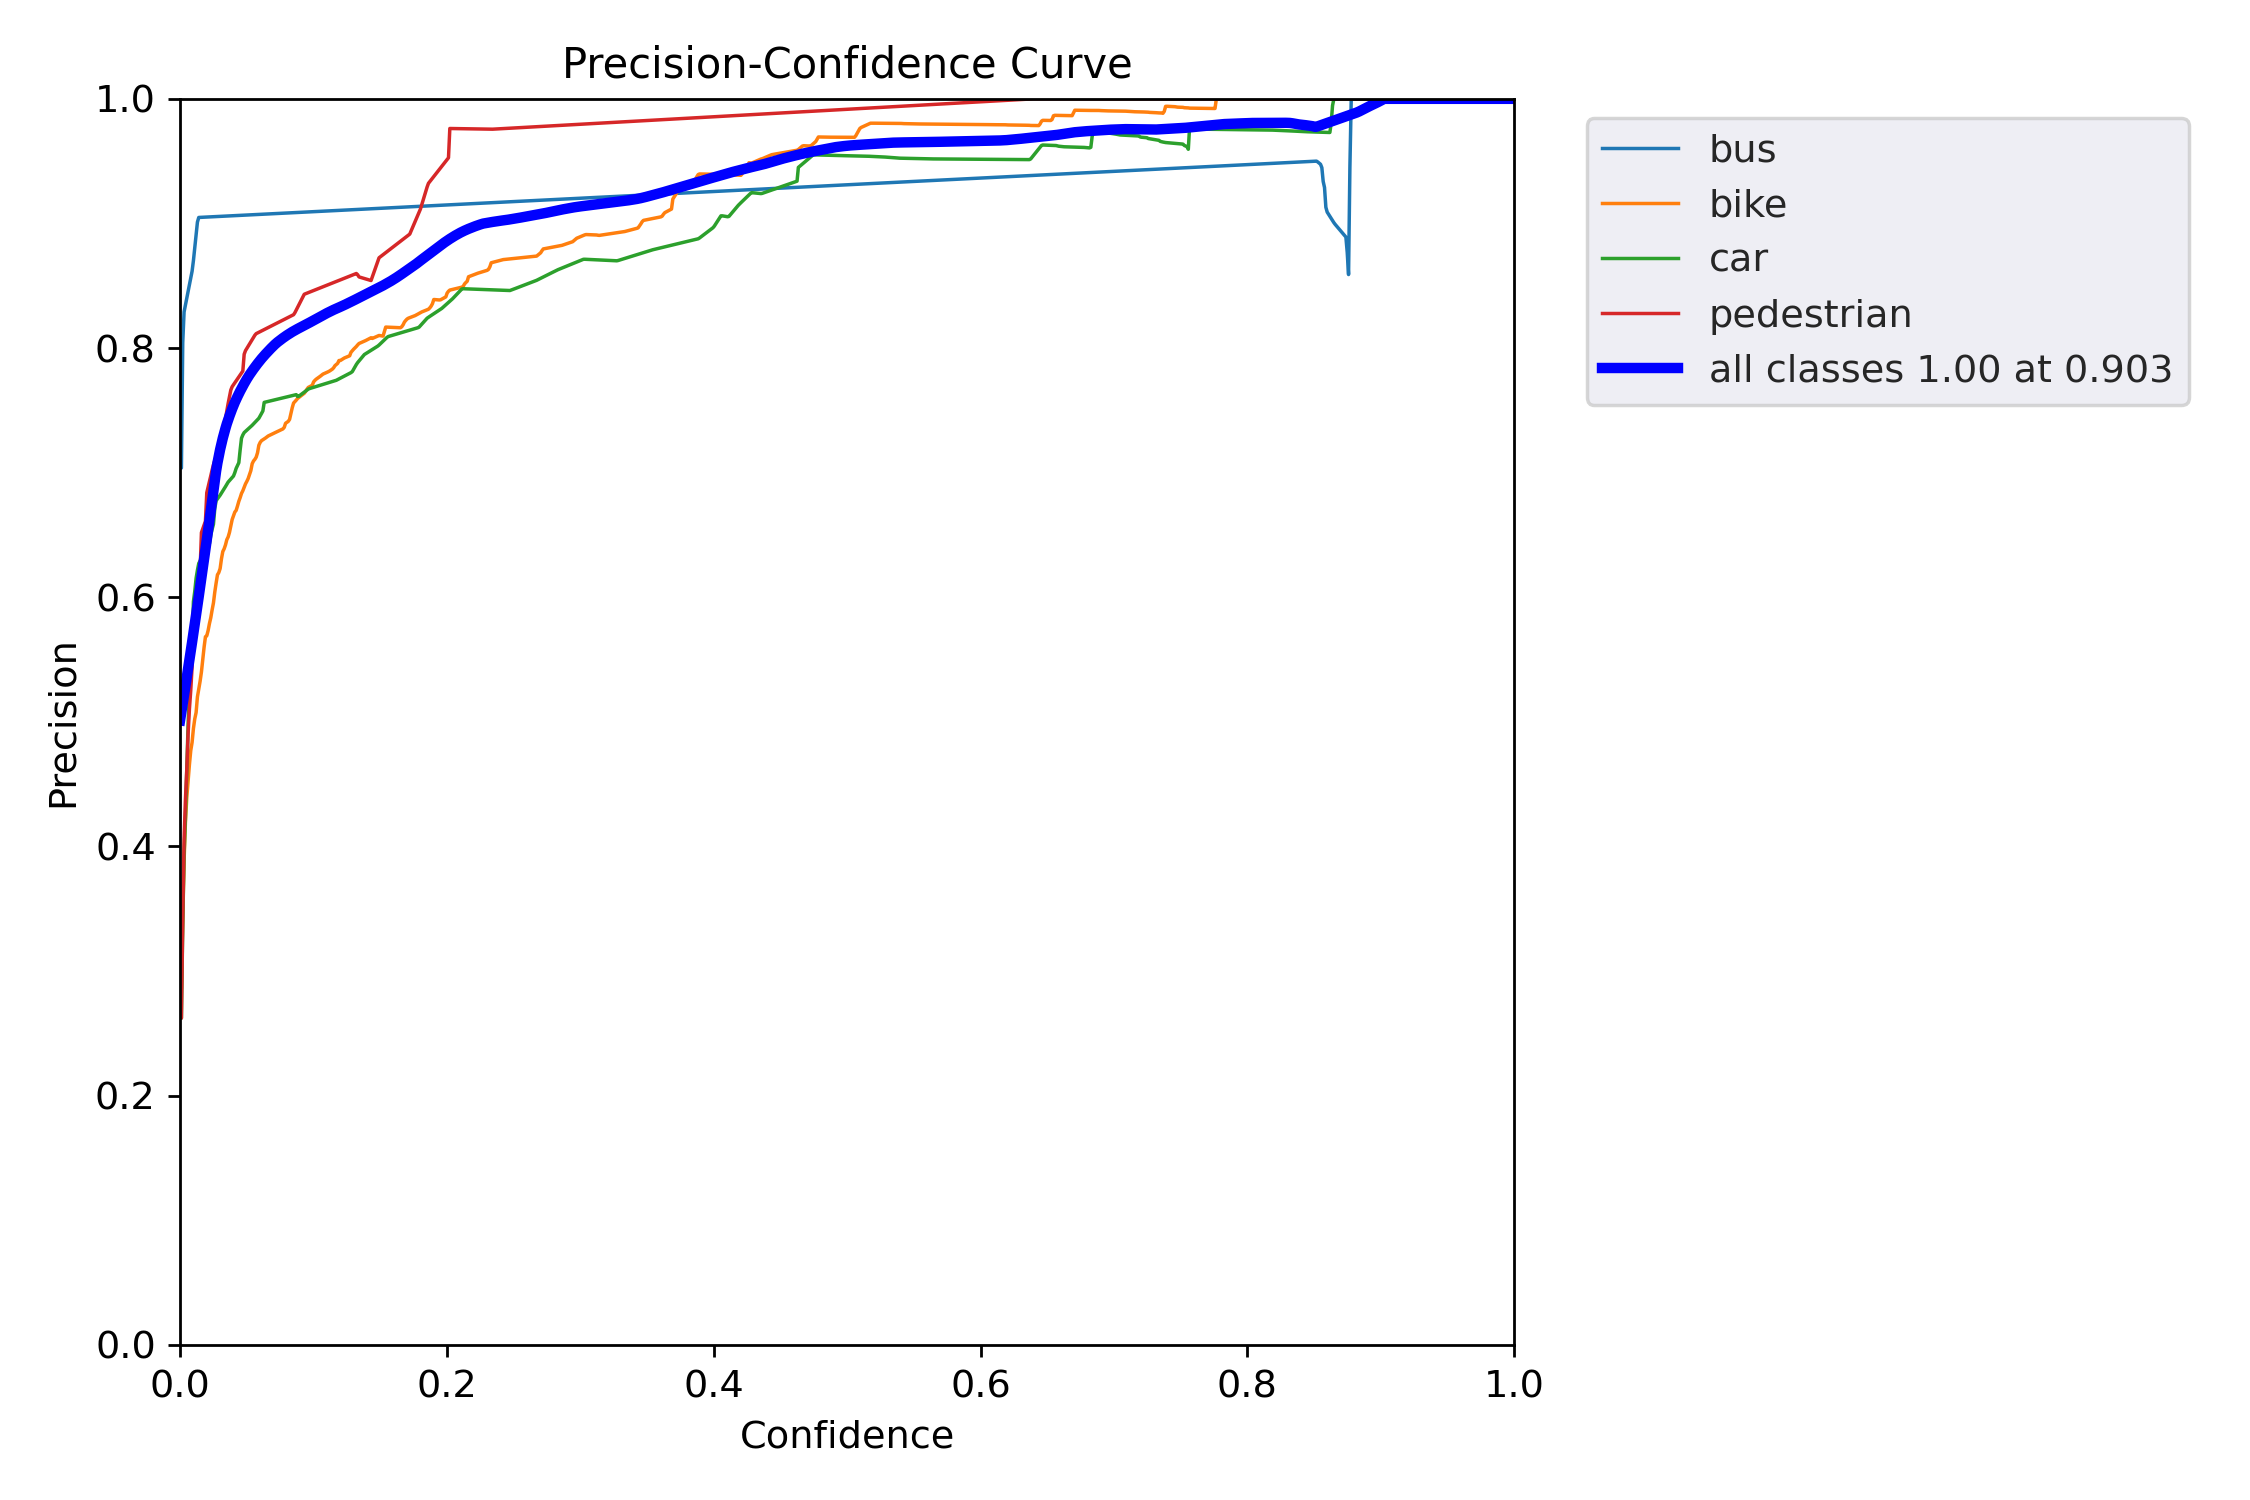 Precision-Confidence Curve
1.0
0.8
0.6
0.4
0.2
0.0
Precision
0.0 0.2 0.4 0.6 0.8 1.0
Confidence
bus
bike
car
pedestrian
all classes 1.00 at 0.903